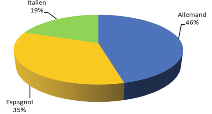 Italien
19%
Allemand
46%
Espagnol
35%